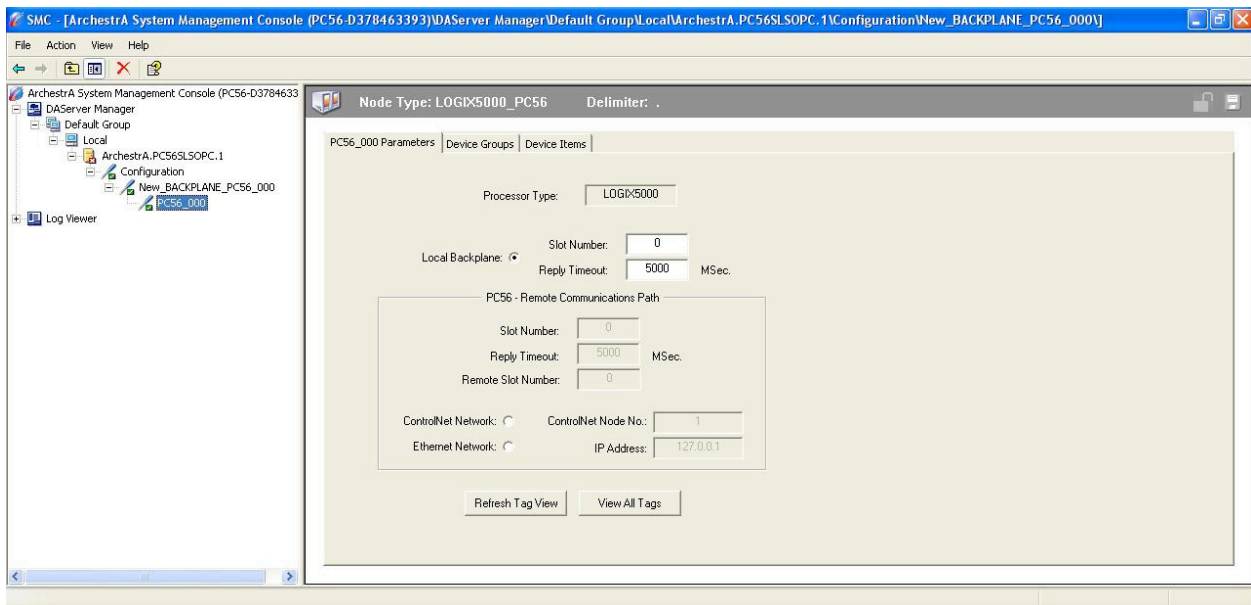 SMC - [ArchestrA System Management Console (PC56-D378463393)\DAServer Manager\Default Group\Local\ArchestrA.PC56SLSOPC.1\Configuration\New_BACKPLANE_PC56_000\]
File Action View Help
ArchestrA System Management Console (PC56-D3784633
DAServer Manager
Default Group
Local
ArchestrA.PC56SLSOPC.1
Configuration
New_BACKPLANE_PC56_000
PC56_000
Log Viewer
Node Type: LOGIX5000_PC56 Delimiter: .
PC56_000 Parameters Device Groups Device Items
Processor Type: LOGIX5000
Slot Number: 0
Local Backplane:
Reply Timeout: 5000 MSec.
PC56 - Remote Communications Path
Slot Number: 0
Reply Timeout: 5000 MSec.
Remote Slot Number: 0
ControlNet Network: ControlNet Node No.: 1
Ethernet Network: IP Address: 127.0.0.1
Refresh Tag View View All Tags